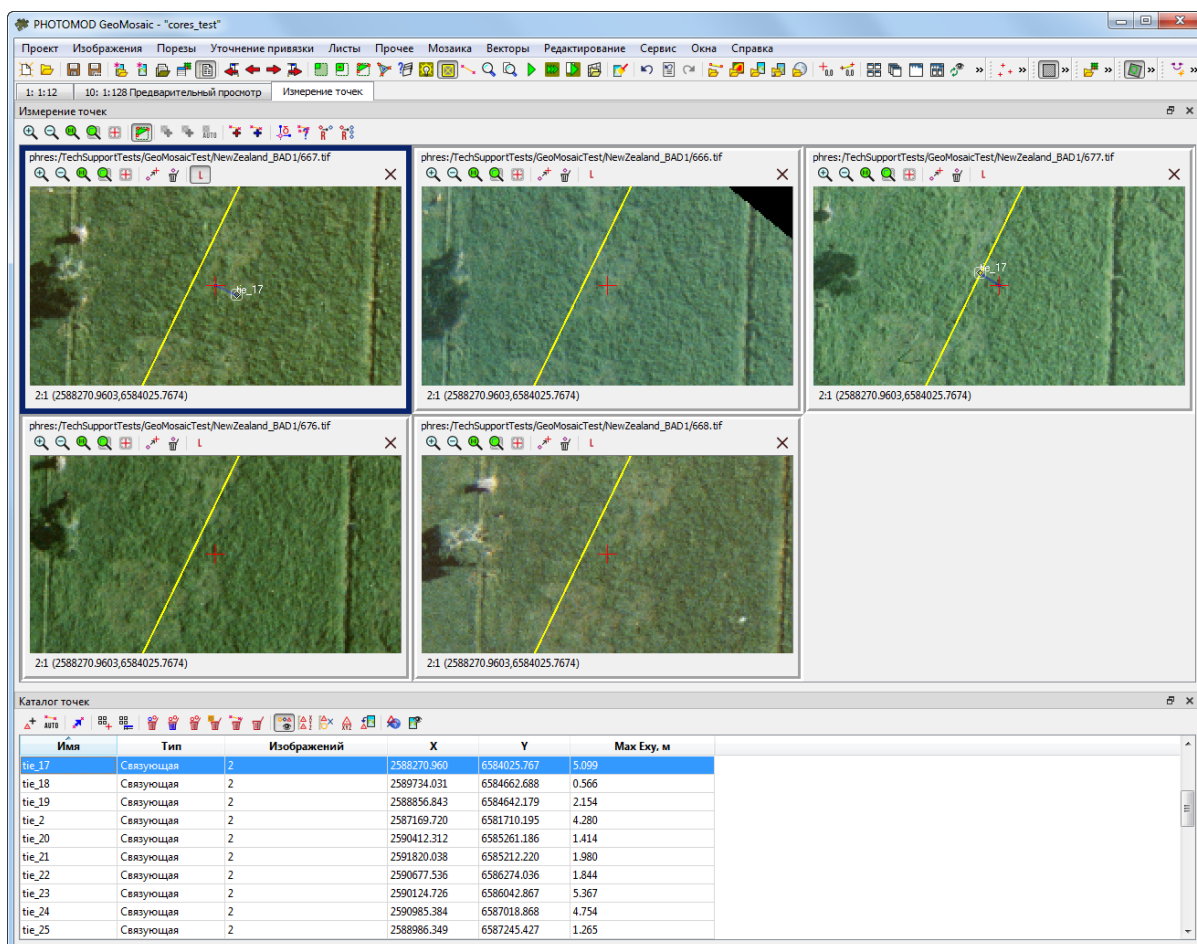 PHOTOMOD GeoMosaic - "cores_test"
Проект Изображения Порезы Уточнение привязки Листы Прочее Мозаика Векторы Редактирование Сервис Окна Справка
1: 1:12 10: 1:128 Предварительный просмотр Измерение точек
Измерение точек
AUTO
phres:/TechSupportTests/GeoMosaicTest/NewZealand_BAD1/667.tif phres:/TechSupportTests/GeoMosaicTest/NewZealand_BAD1/666.tif phres:/TechSupportTests/GeoMosaicTest/NewZealand_BAD1/677.tif
L L L
tie_17 tie_17
2:1 (2588270.9603,6584025.7674) 2:1 (2588270.9603,6584025.7674) 2:1 (2588270.9603,6584025.7674)
phres:/TechSupportTests/GeoMosaicTest/NewZealand_BAD1/676.tif phres:/TechSupportTests/GeoMosaicTest/NewZealand_BAD1/668.tif
L L
2:1 (2588270.9603,6584025.7674) 2:1 (2588270.9603,6584025.7674)
Каталог точек
AUTO
Имя Тип Изображений X Y Max Exy, м
tie_17 Связующая 2 2588270.960 6584025.767 5.099
tie_18 Связующая 2 2589734.031 6584662.688 0.566
tie_19 Связующая 2 2588856.843 6584642.179 2.154
tie_2 Связующая 2 2587169.720 6581710.195 4.280
tie_20 Связующая 2 2590412.312 6585261.186 1.414
tie_21 Связующая 2 2591820.038 6585212.220 1.980
tie_22 Связующая 2 2590677.536 6586274.036 1.844
tie_23 Связующая 2 2590124.726 6586042.867 5.367
tie_24 Связующая 2 2590985.384 6587018.868 4.754
tie_25 Связующая 2 2588986.349 6587245.427 1.265